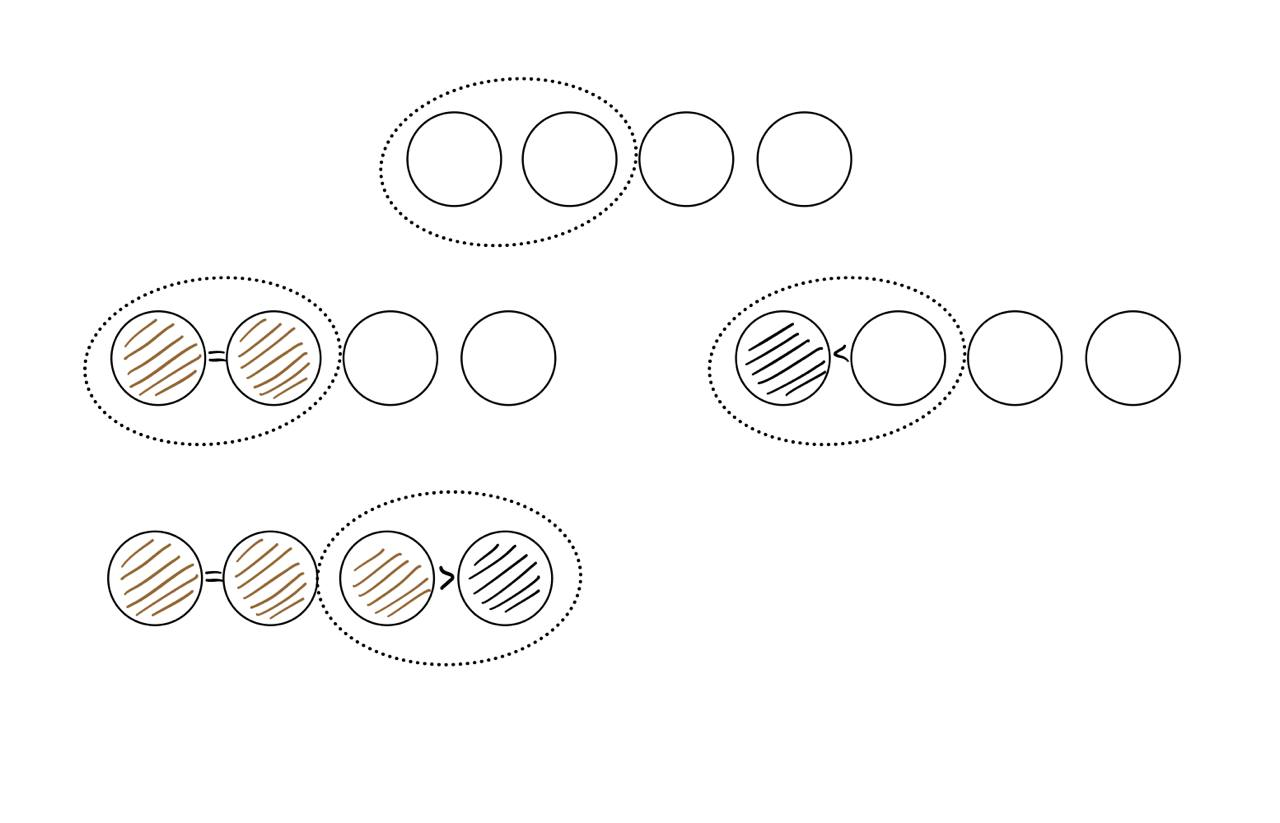 = <
= >